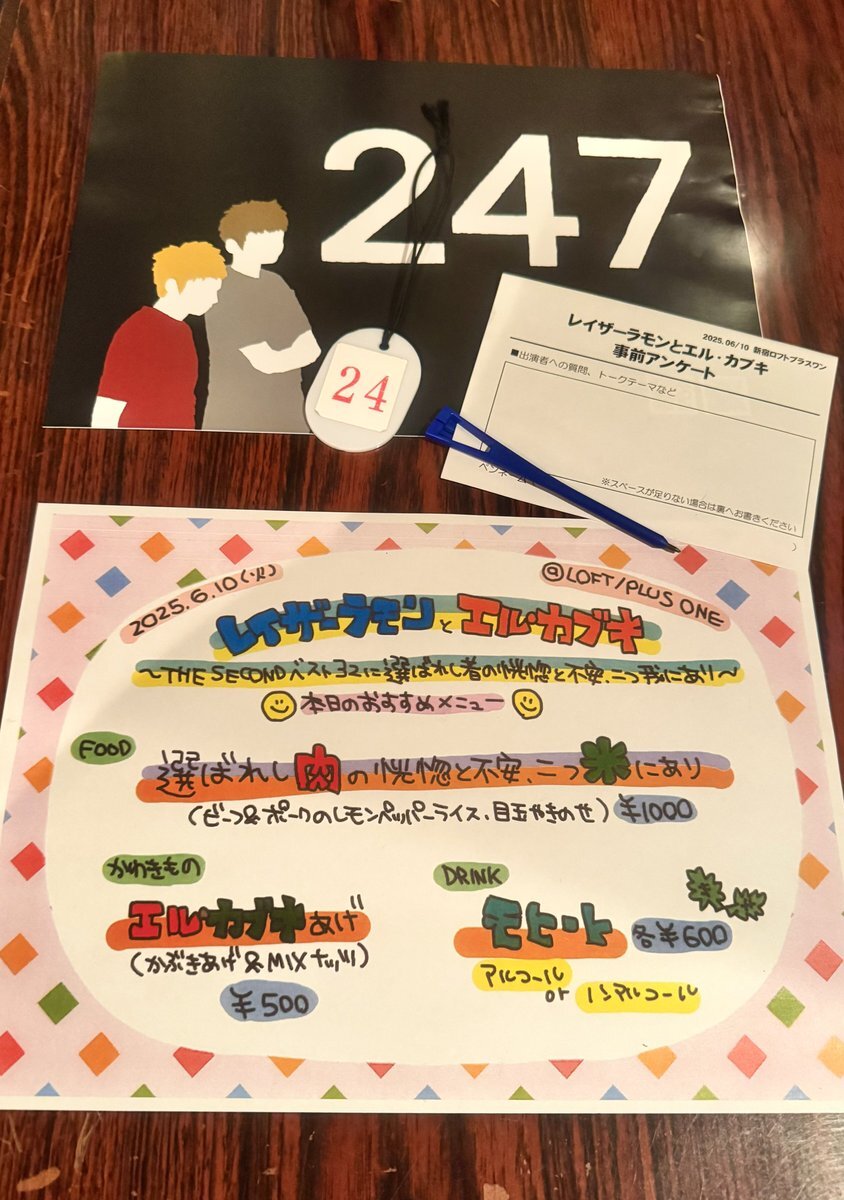 247
24
2025.06/10 新宿ロフトプラスワン
レイザーラモンとエル・カブキ
事前アンケート
■出演者への質問、トークテーマなど
※スペースが足りない場合は裏へお書きください
ペンネーム(
)
2025.6.10(火)
@LOFT/PLUS ONE
レイザーラモンとエル・カブキ
〜THE SECONDベスト32に選ばれし者の恍惚と不安、二つ我にあり〜
本日のおすすめメニュー
FOOD
選ばれし肉の恍惚と不安、二つ米にあり
(ビーフ&ポークのレモンペッパーライス、目玉やきのせ) ¥1000
かわきもの
エル・カブキあげ
(かぶきあげ&MIXナッツ)
¥500
DRINK
モヒート 各¥600
アルコール
or ノンアルコール